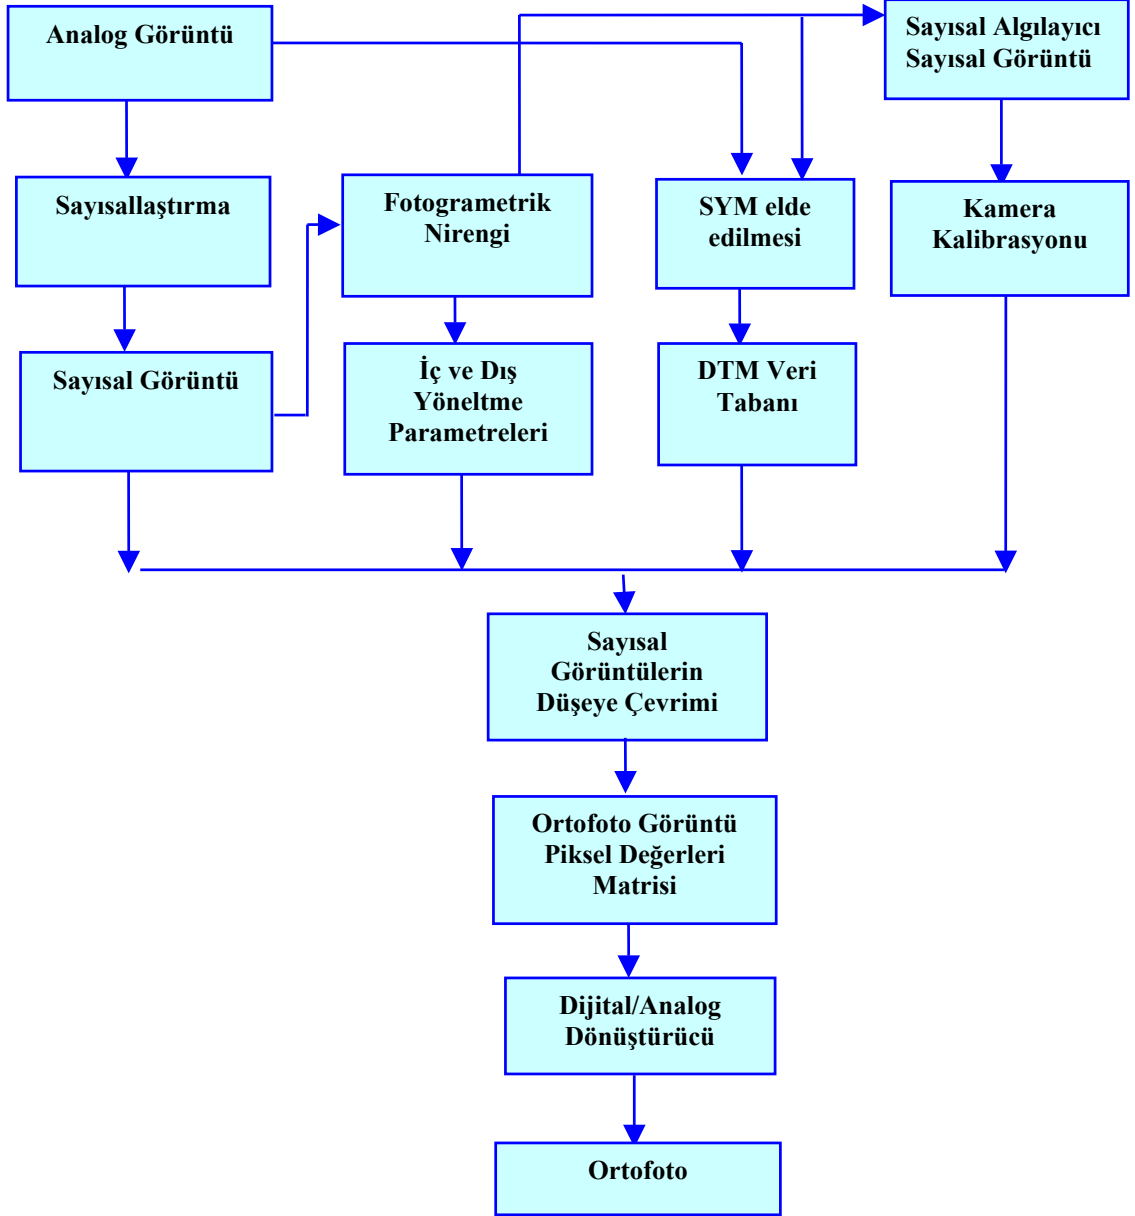 Analog Görüntü
Sayısal Algılayıcı
Sayısal Görüntü
Sayısallaştırma
Fotogrametrik
Nirengi
SYM elde
edilmesi
Kamera
Kalibrasyonu
Sayısal Görüntü
İç ve Dış
Yöneltme
Parametreleri
DTM Veri
Tabanı
Sayısal
Görüntülerin
Düşeye Çevrimi
Ortofoto Görüntü
Piksel Değerleri
Matrisi
Dijital/Analog
Dönüştürücü
Ortofoto